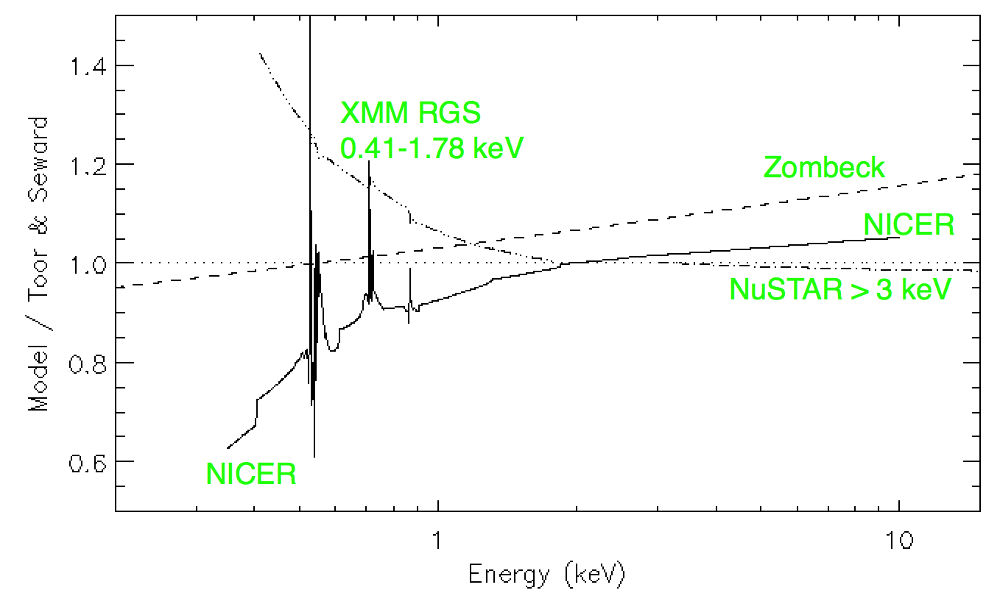 1.4
1.2
1.0
0.8
0.6
Model / Toor & Seward
XMM RGS
0.41-1.78 keV
Zombeck
NICER
NuSTAR > 3 keV
NICER
1
10
Energy (keV)